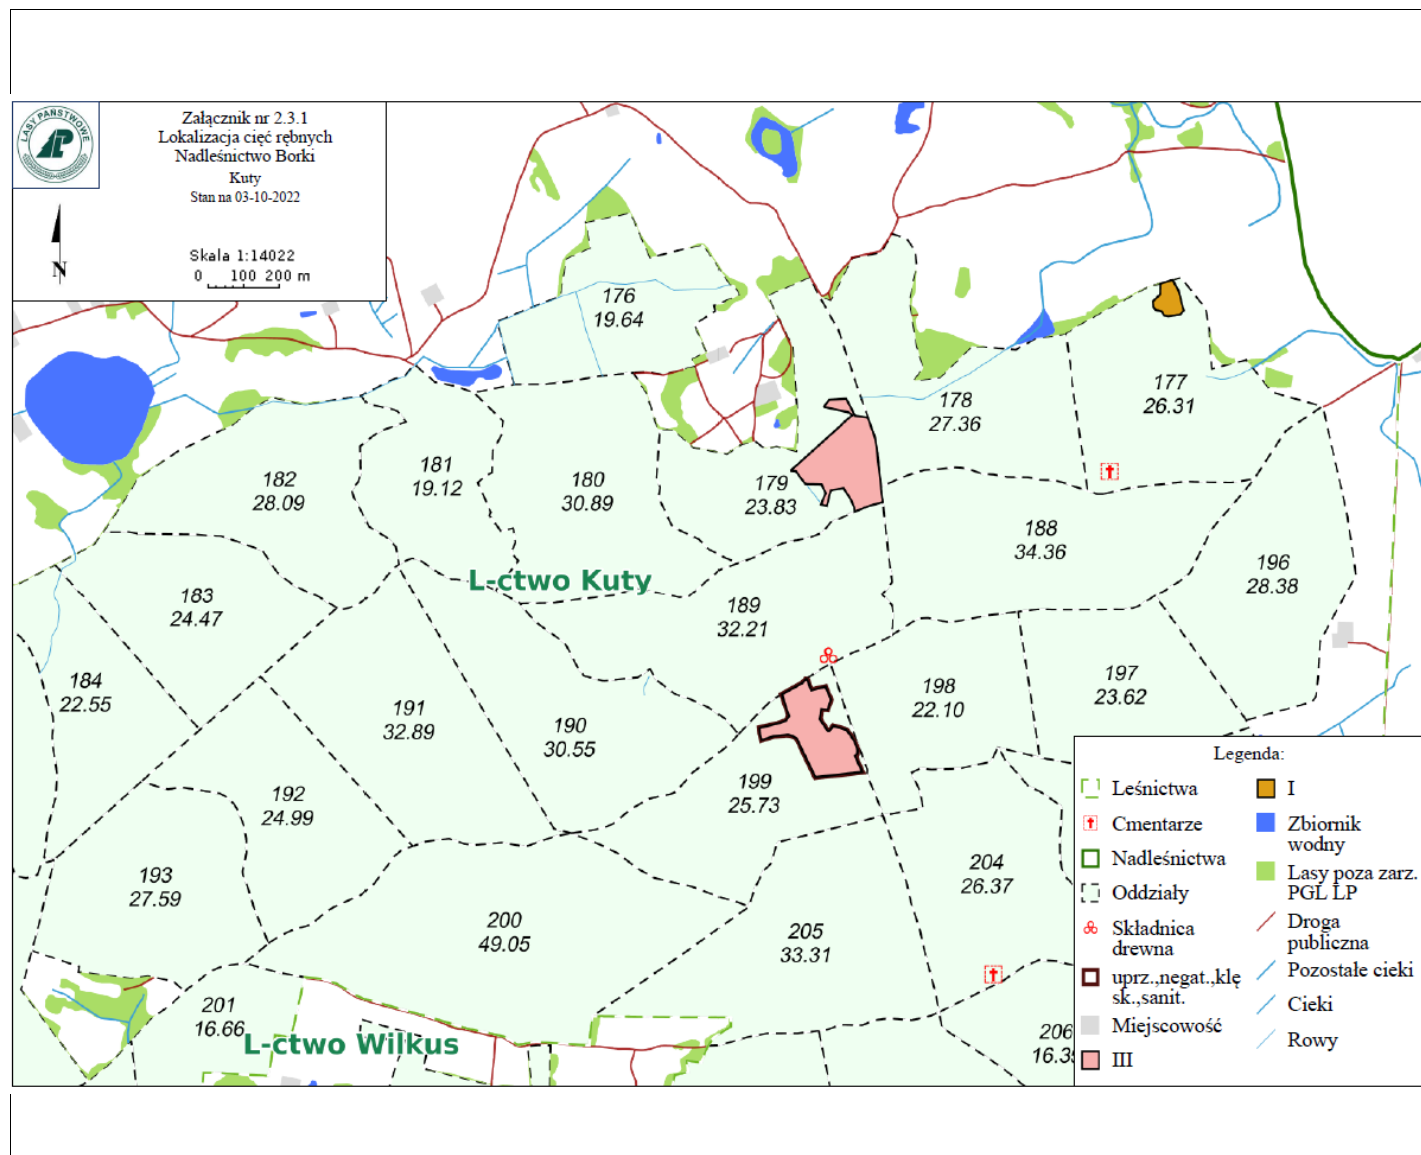 LASY PAŃSTWOWE
Załącznik nr 2.3.1
Lokalizacja cięć rębnych
Nadleśnictwo Borki
Kuty
Stan na 03-10-2022
N
Skala 1:14022
0 100 200 m
176
19.64
177
26.31
178
27.36
179
23.83
180
30.89
181
19.12
182
28.09
188
34.36
196
28.38
L-ctwo Kuty
183
24.47
189
32.21
184
22.55
191
32.89
190
30.55
198
22.10
197
23.62
192
24.99
199
25.73
193
27.59
200
49.05
204
26.37
205
33.31
201
16.66
L-ctwo Wilkus
206
16.3
Legenda:
Leśnictwa
Cmentarze
Nadleśnictwa
Oddziały
Składnica
drewna
uprz.,negat.,klę
sk.,sanit.
Miejscowość
III
I
Zbiornik
wodny
Lasy poza zarz.
PGL LP
Droga
publiczna
Pozostałe cieki
Cieki
Rowy